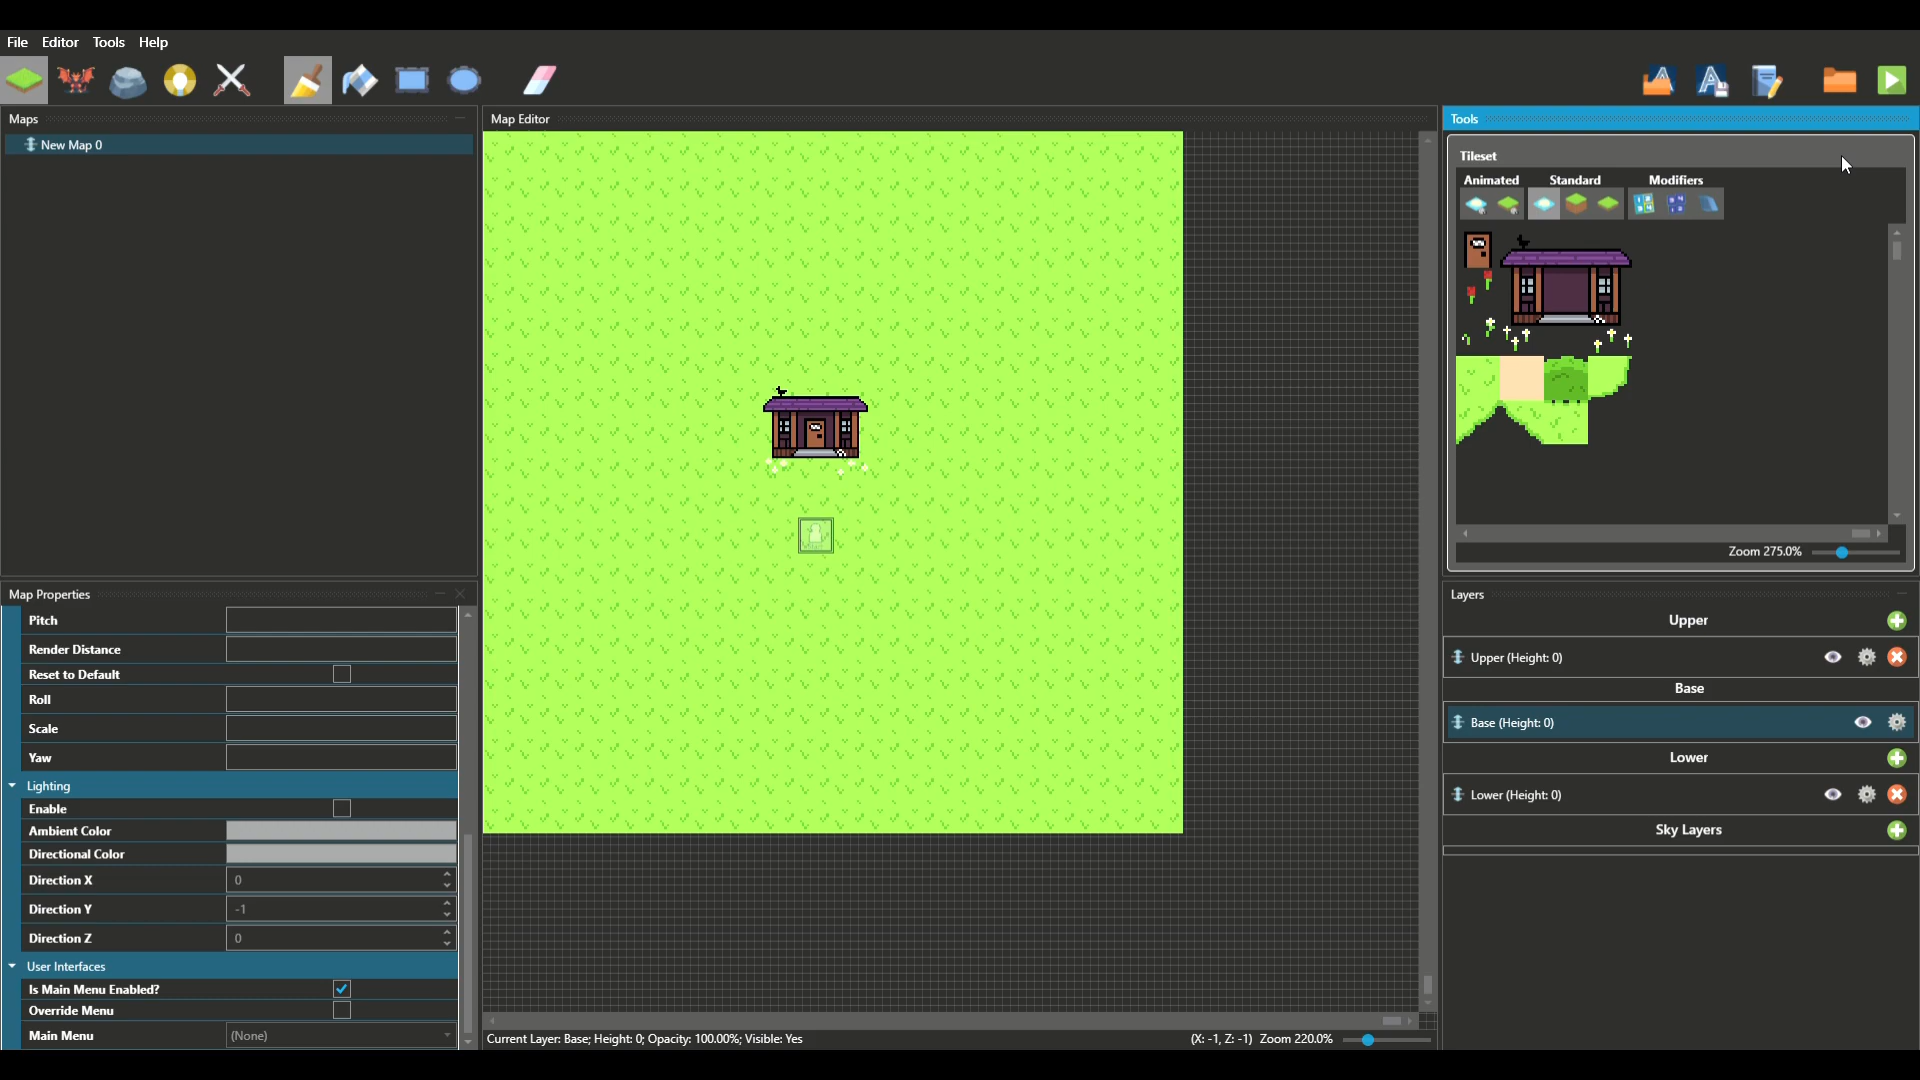 File Editor Tools Help
Maps
New Map 0
Map Editor
Tools
Tileset
Animated Standard Modifiers
Zoom 275.0%
Map Properties
Pitch
Render Distance
Reset to Default
Roll
Scale
Yaw
Lighting
Enable
Ambient Color
Directional Color
Direction X 0
Direction Y -1
Direction Z 0
User Interfaces
Is Main Menu Enabled?
Override Menu
Main Menu (None)
Layers
Upper
Upper (Height: 0)
Base
Base (Height: 0)
Lower
Lower (Height: 0)
Sky Layers
Current Layer: Base; Height: 0; Opacity: 100.00%; Visible: Yes
(X: -1, Z: -1) Zoom 220.0%